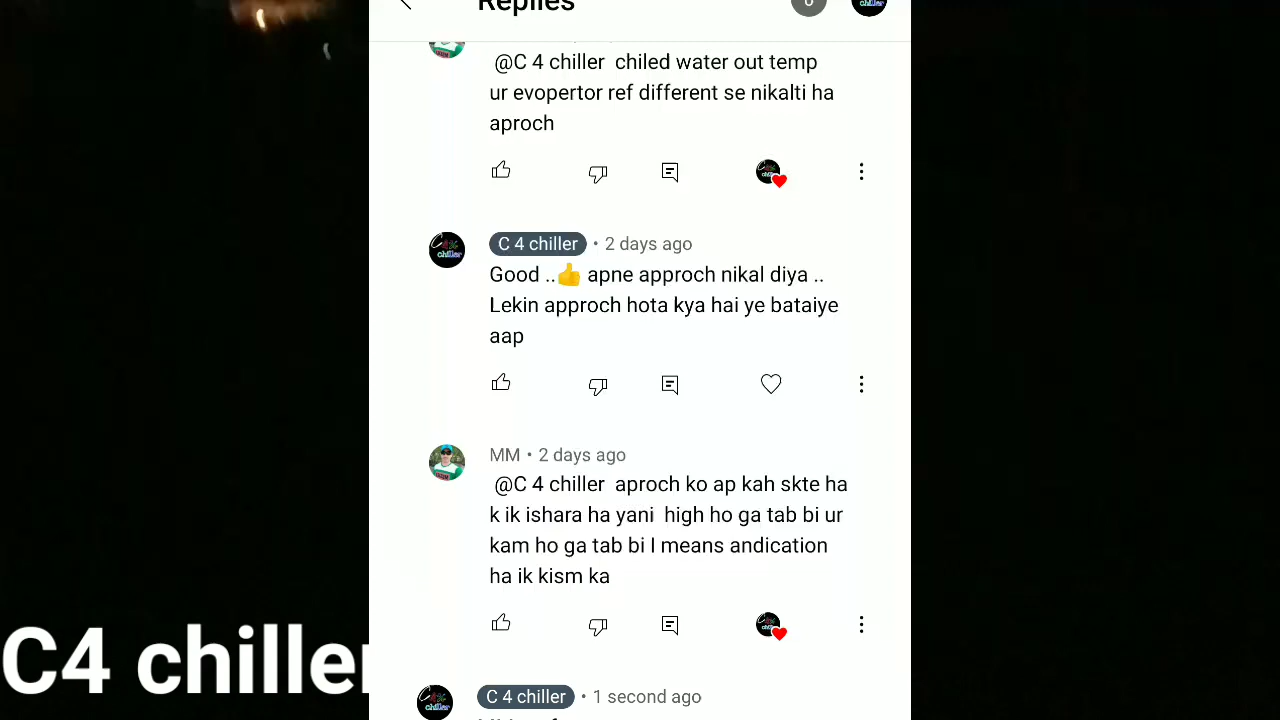 Replies
@C 4 chiller chiled water out temp
ur evopertor ref different se nikalti ha
aproch
C 4 chiller • 2 days ago
Good ..👍 apne approch nikal diya ..
Lekin approch hota kya hai ye bataiye
aap
MM • 2 days ago
@C 4 chiller aproch ko ap kah skte ha
k ik ishara ha yani high ho ga tab bi ur
kam ho ga tab bi I means andication
ha ik kism ka
C 4 chiller • 1 second ago
C4 chiller